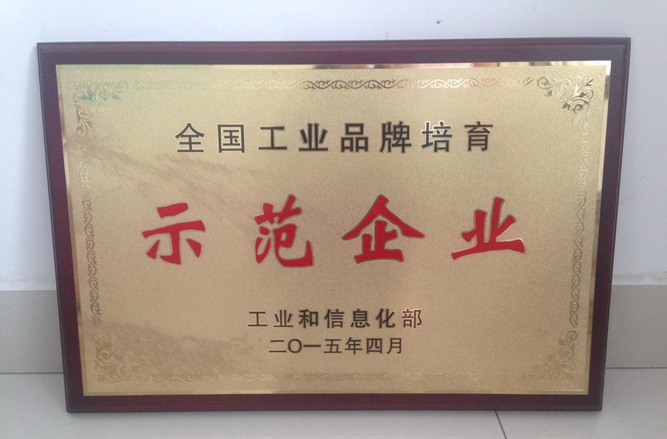 全国工业品牌培育
示范企业
工业和信息化部
二〇一五年四月